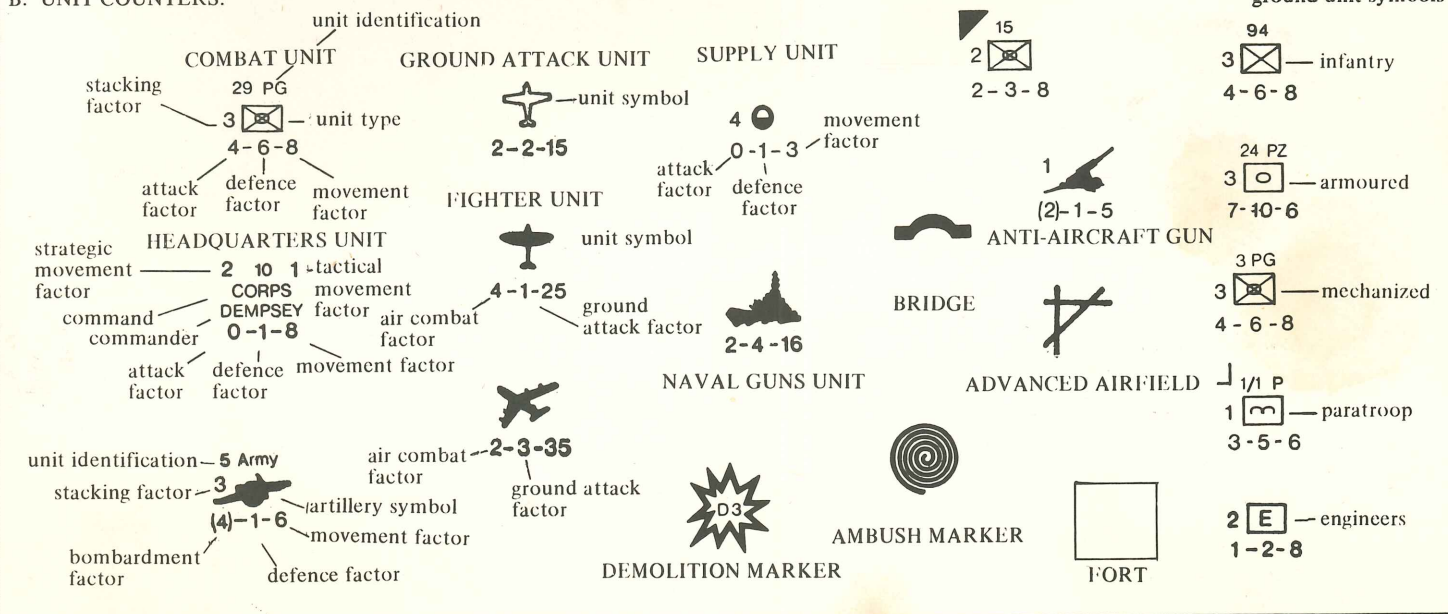 B. UNIT COUNTERS:
ground unit symbols
unit identification
COMBAT UNIT
29 PG
stacking
factor
3
unit type
4-6-8
attack
factor
defence
factor
movement
factor
GROUND ATTACK UNIT
unit symbol
2-2-15
SUPPLY UNIT
4
movement
factor
0-1-3
attack
factor
defence
factor
15
2
2-3-8
94
3
infantry
4-6-8
HEADQUARTERS UNIT
strategic
movement
factor
2 10 1
tactical
movement
factor
CORPS
command
DEMPSEY
commander
0-1-8
attack
factor
defence
factor
movement factor
FIGHTER UNIT
unit symbol
4-1-25
air combat
factor
ground
attack factor
2-4-16
NAVAL GUNS UNIT
BRIDGE
1
(2)-1-5
ANTI-AIRCRAFT GUN
24 PZ
3
armoured
7-10-6
3 PG
3
mechanized
4-6-8
ADVANCED AIRFIELD
1/1 P
1
paratroop
3-5-6
unit identification
5 Army
stacking factor
3
artillery symbol
(4)-1-6
movement factor
bombardment
factor
defence factor
air combat
factor
2-3-35
ground attack
factor
D3
DEMOLITION MARKER
AMBUSH MARKER
FORT
2
E
engineers
1-2-8